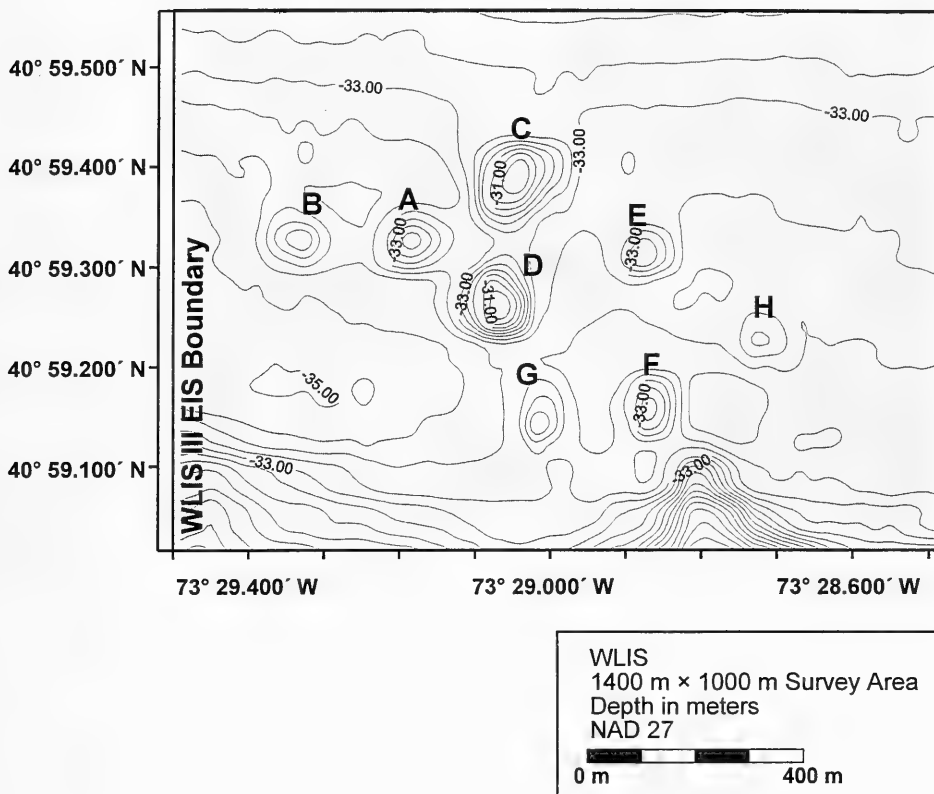 40° 59.500´ N
-33.00
-33.00
C
-33.00
40° 59.400´ N
-31.00
B
A
E
-33.00
-33.00
40° 59.300´ N
D
-33.00
-31.00
H
40° 59.200´ N
G
F
-35.00
-33.00
40° 59.100´ N
-33.00
-33.00
WLIS III EIS Boundary
73° 29.400´ W
73° 29.000´ W
73° 28.600´ W
WLIS
1400 m × 1000 m Survey Area
Depth in meters
NAD 27
0 m
400 m